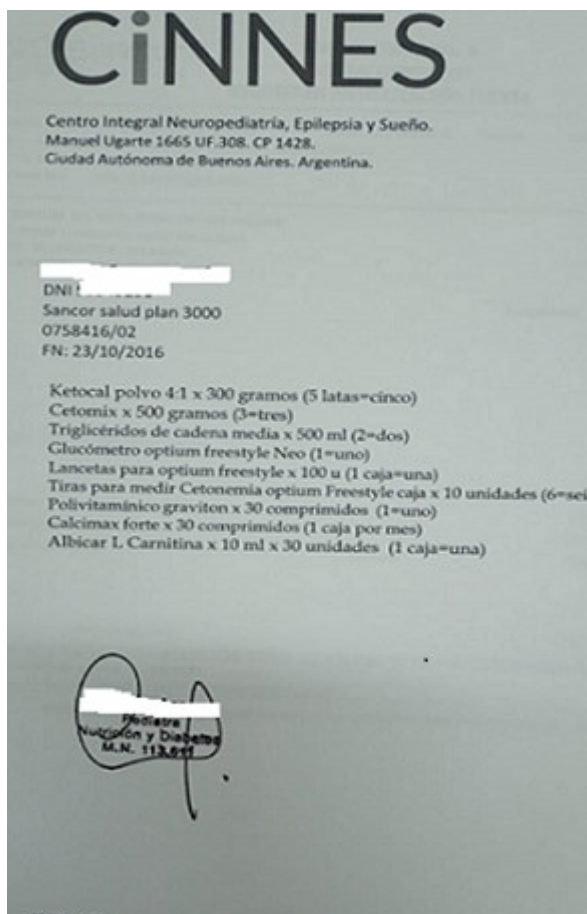 CiNNES
Centro Integral Neuropediatría, Epilepsia y Sueño.
Manuel Ugarte 1665 UF.308. CP 1428.
Ciudad Autónoma de Buenos Aires. Argentina.
DNI
Sancor salud plan 3000
0758416/02
FN: 23/10/2016
Ketocal polvo 4:1 x 300 gramos (5 latas=cinco)
Cetomix x 500 gramos (3=tres)
Triglicéridos de cadena media x 500 ml (2=dos)
Glucómetro optium freestyle Neo (1=uno)
Lancetas para optium freestyle x 100 u (1 caja=una)
Tiras para medir Cetonemia optium Freestyle caja x 10 unidades (6=sei
Polivitamínico graviton x 30 comprimidos (1=uno)
Calcimax forte x 30 comprimidos (1 caja por mes)
Albicar L Carnitina x 10 ml x 30 unidades (1 caja=una)
Pediatra
Nutrición y Diabetes
M.N. 113.611